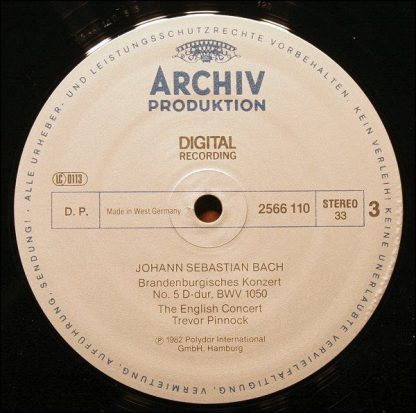 ALLE URHEBER- UND LEISTUNGSSCHUTZRECHTE VORBEHALTEN · KEIN VERLEIH! KEINE UNERLAUBTE VERVIELFÄLTIGUNG, VERMIETUNG, AUFFÜHRUNG, SENDUNG! ·
ARCHIV
PRODUKTION
DIGITAL
RECORDING
LC 0113
D. P.
Made in West Germany
2566 110
STEREO
33
3
JOHANN SEBASTIAN BACH
Brandenburgisches Konzert
No. 5 D-dur, BWV 1050
The English Concert
Trevor Pinnock
℗ 1982 Polydor International
GmbH, Hamburg